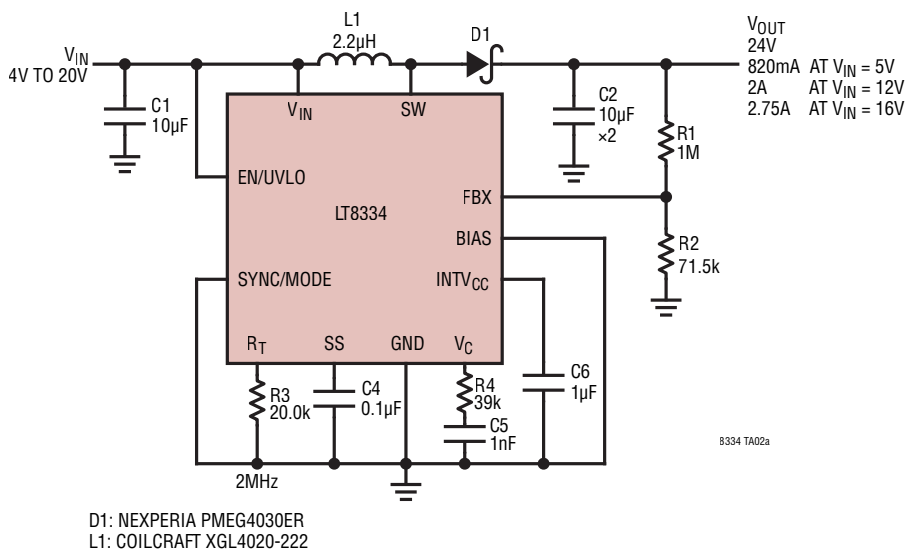 L1
2.2µH
D1
VIN
4V TO 20V
C1
10µF
VIN
SW
EN/UVLO
LT8334
FBX
BIAS
SYNC/MODE
INTVCC
RT
SS
GND
VC
C2
10µF
×2
R1
1M
R2
71.5k
VOUT
24V
820mA AT VIN = 5V
2A AT VIN = 12V
2.75A AT VIN = 16V
R3
20.0k
C4
0.1µF
R4
39k
C5
1nF
C6
1µF
2MHz
8334 TA02a
D1: NEXPERIA PMEG4030ER
L1: COILCRAFT XGL4020-222